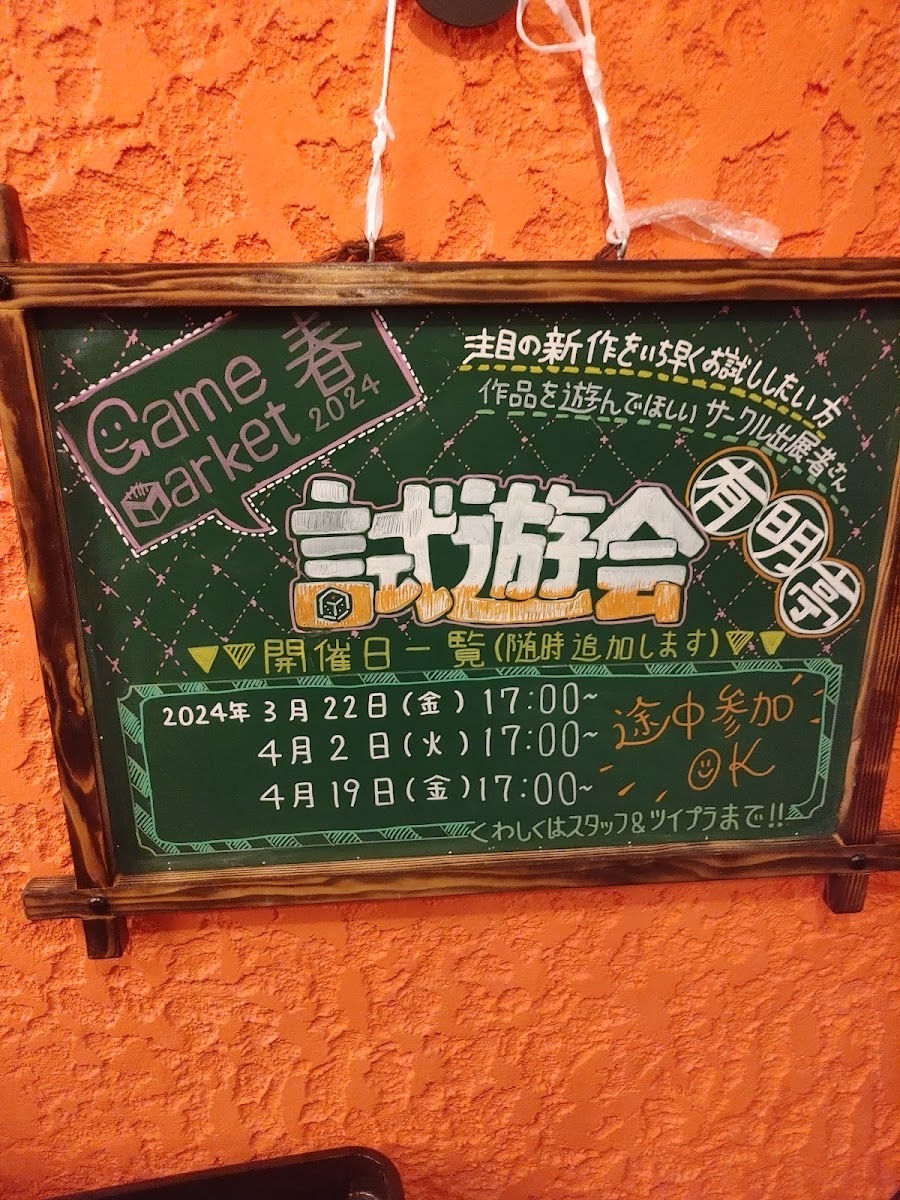 Game
Market
春
2024
注目の新作をいち早くお試ししたい方
作品を遊んでほしいサークル出展者さん
試遊会
有明亭
開催日一覧(随時追加します)
2024年 3月22日(金) 17:00~
4月2日(火) 17:00~
4月19日(金) 17:00~
途中参加
OK
くわしくはスタッフ&ツイプラまで!!